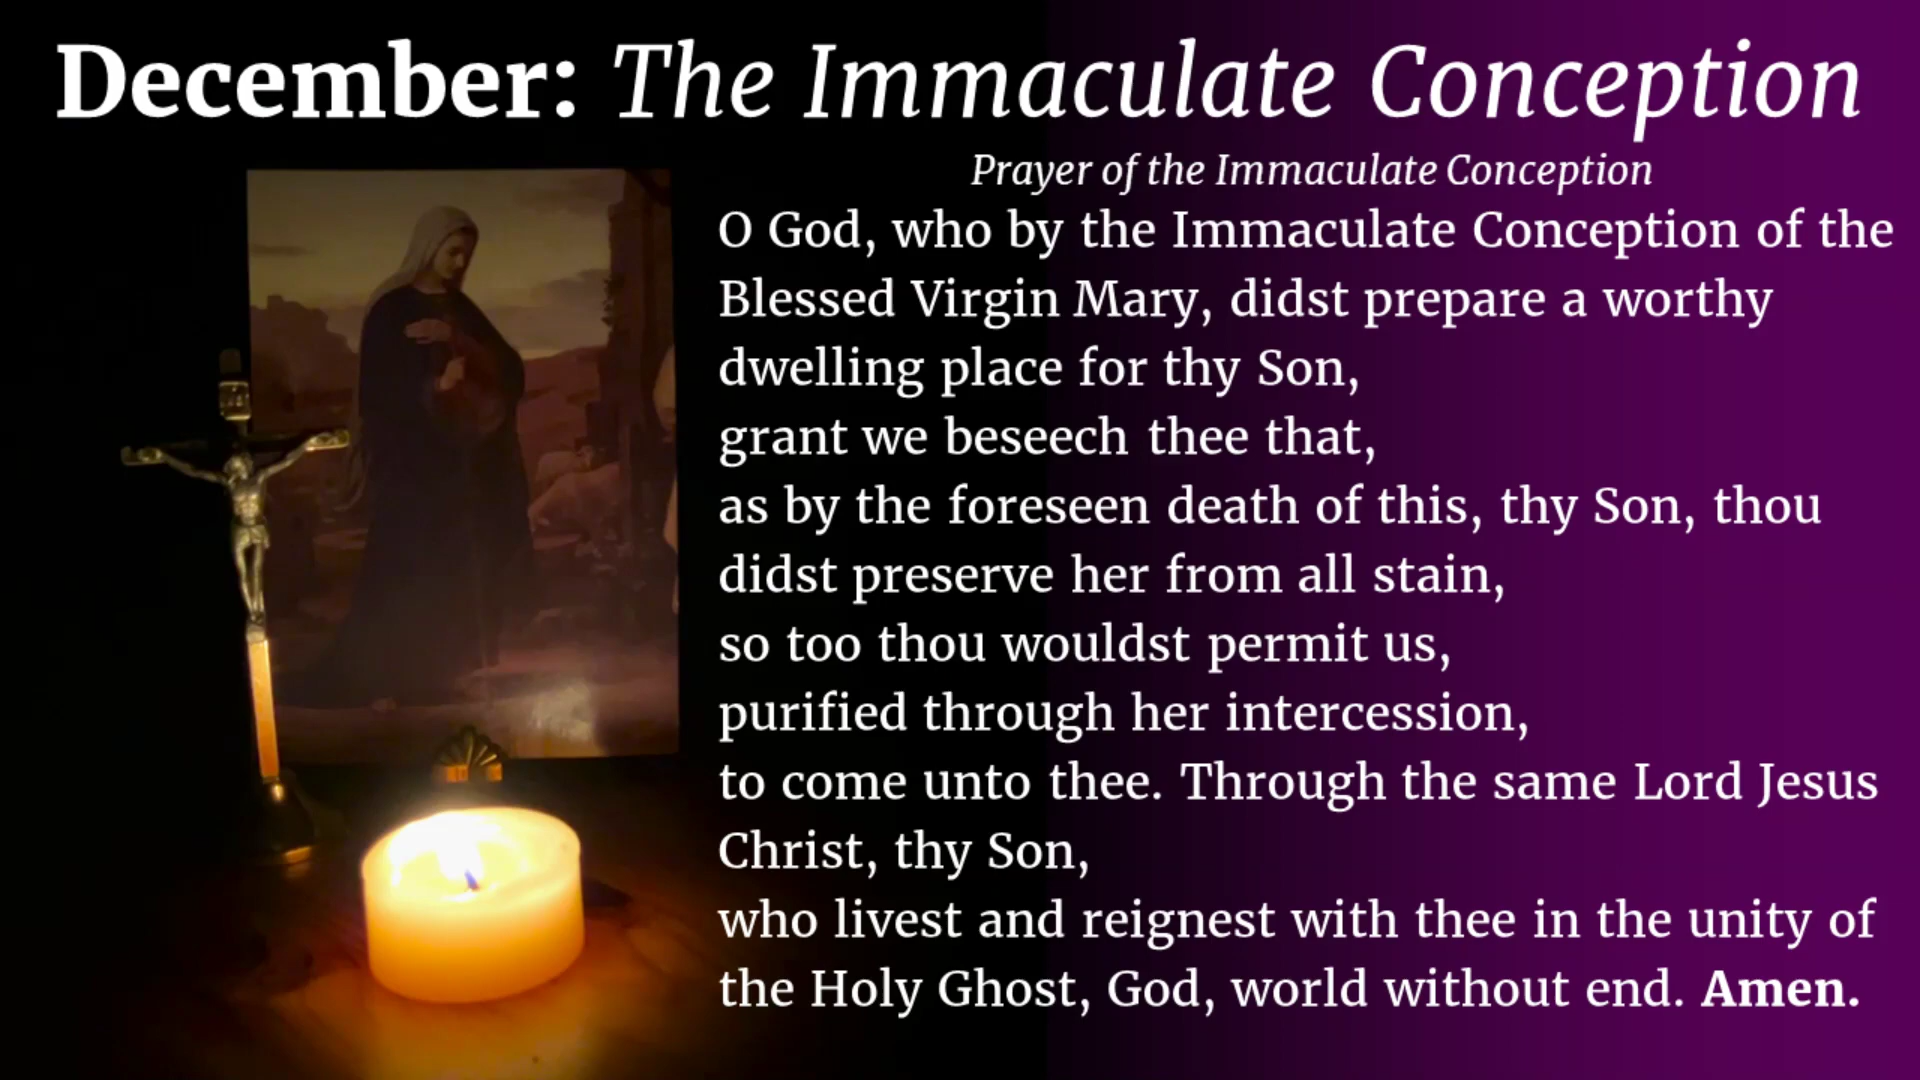 December: The Immaculate Conception
Prayer of the Immaculate Conception
O God, who by the Immaculate Conception of the
Blessed Virgin Mary, didst prepare a worthy
dwelling place for thy Son,
grant we beseech thee that,
as by the foreseen death of this, thy Son, thou
didst preserve her from all stain,
so too thou wouldst permit us,
purified through her intercession,
to come unto thee. Through the same Lord Jesus
Christ, thy Son,
who livest and reignest with thee in the unity of
the Holy Ghost, God, world without end. Amen.